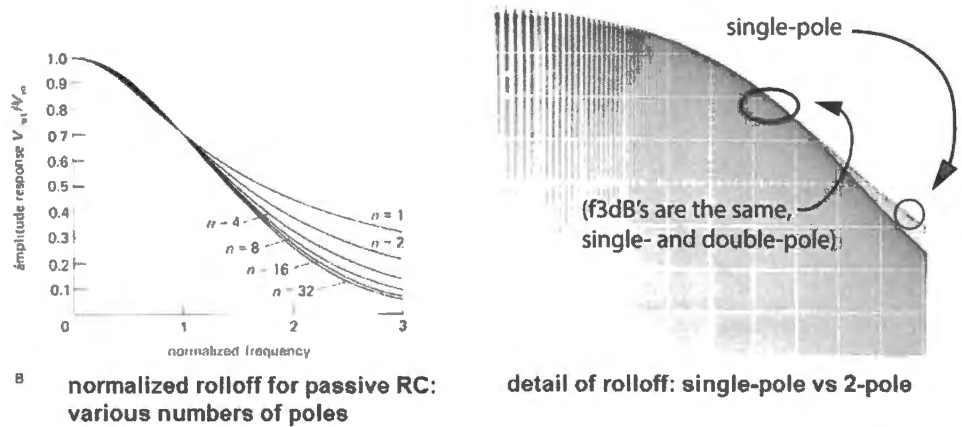 single-pole
1.0
0.9
0.8
0.7
0.6
0.5
0.4
0.3
0.2
0.1
0
amplitude response V out/V in
n = 1
n - 2
n - 4
n = 8
n - 16
n = 32
1
2
3
normalized frequency
(f3dB's are the same,
single- and double-pole)
B
normalized rolloff for passive RC:
various numbers of poles
detail of rolloff: single-pole vs 2-pole